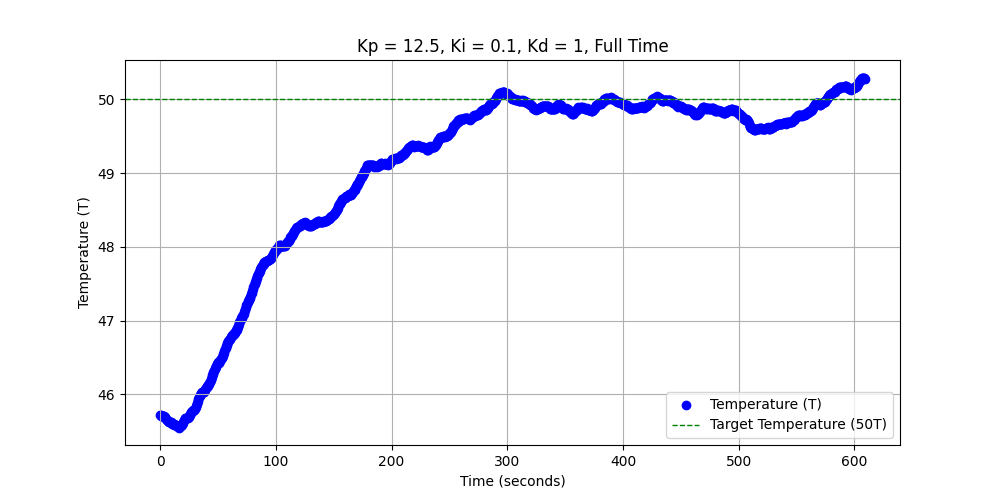 Kp = 12.5, Ki = 0.1, Kd = 1, Full Time
Temperature (T)
50
49
48
47
46
0 100 200 300 400 500 600
Time (seconds)
Temperature (T)
Target Temperature (50T)